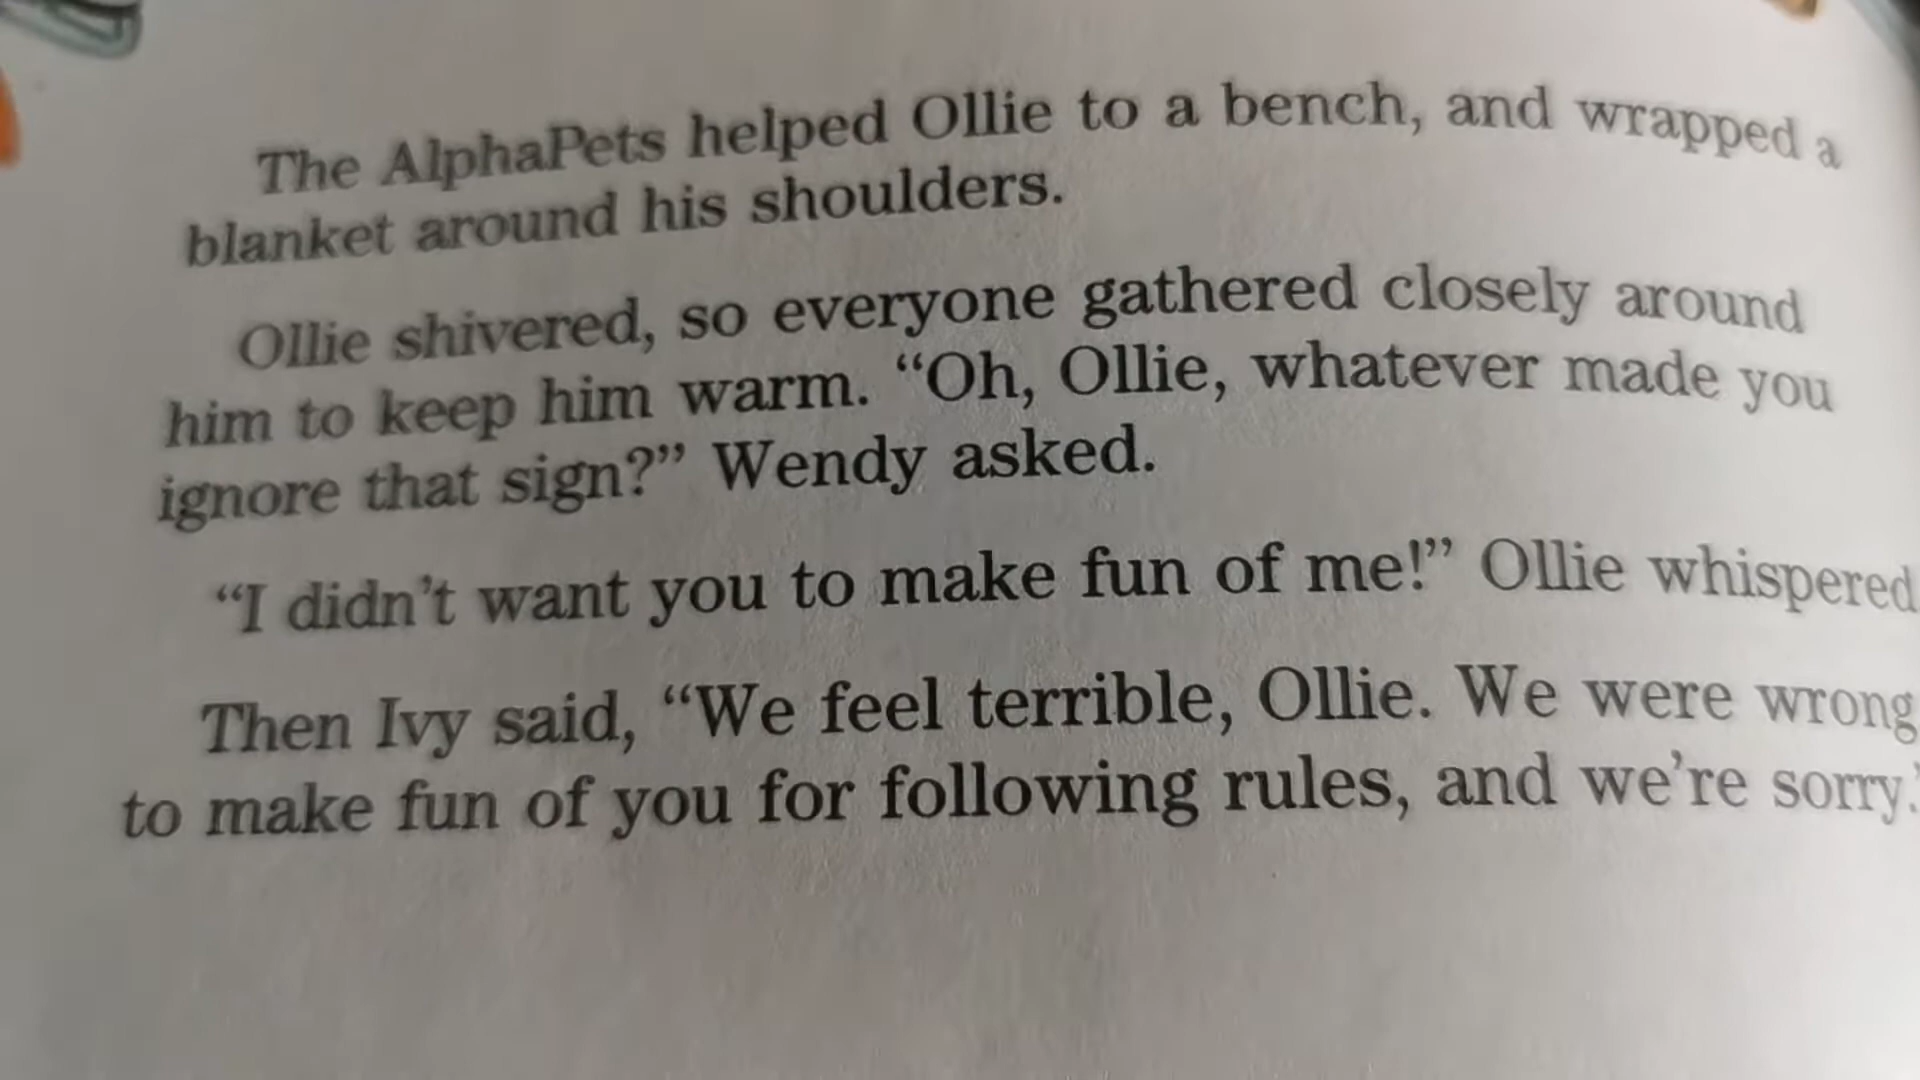 The AlphaPets helped Ollie to a bench, and wrapped a
blanket around his shoulders.
Ollie shivered, so everyone gathered closely around
him to keep him warm. “Oh, Ollie, whatever made you
ignore that sign?” Wendy asked.
“I didn't want you to make fun of me!” Ollie whispered
Then Ivy said, “We feel terrible, Ollie. We were wrong
to make fun of you for following rules, and we're sorry.”